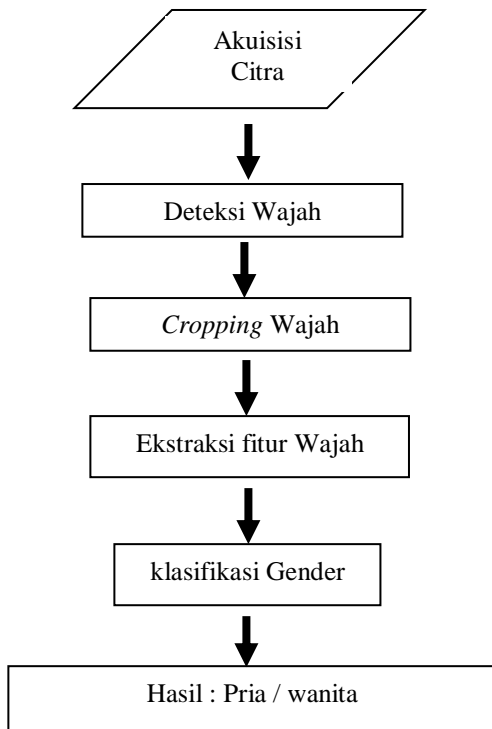 Akuisisi
Citra
Deteksi Wajah
Cropping Wajah
Ekstraksi fitur Wajah
klasifikasi Gender
Hasil : Pria / wanita